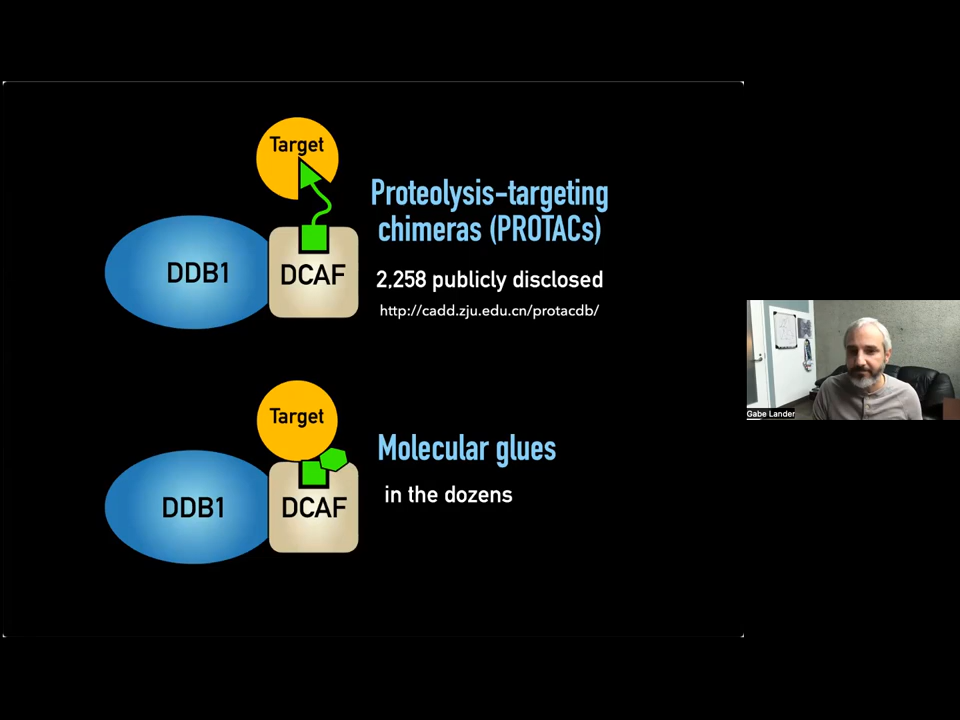 Target
Proteolysis-targeting
chimeras (PROTACs)
DDB1
DCAF
2,258 publicly disclosed
http://cadd.zju.edu.cn/protacdb/
Gabe Lander
Target
Molecular glues
in the dozens
DDB1
DCAF